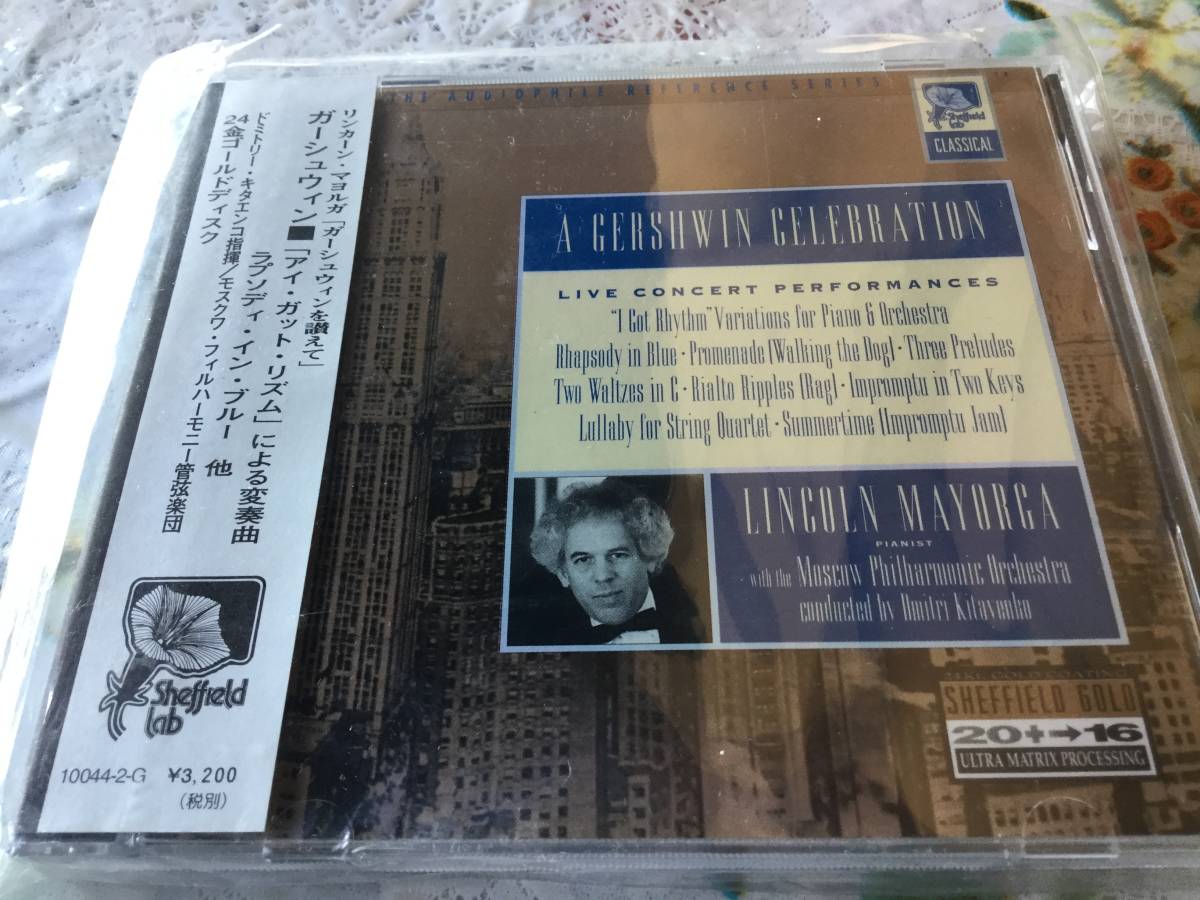 リンカーン・マヨルガ「ガーシュウィンを讃えて」
ガーシュウィン■「アイ・ガット・リズム」による変奏曲
ラプソディ・イン・ブルー 他
ドミトリー・キタエンコ指揮/モスクワ・フィルハーモニー管弦楽団
24金ゴールドディスク
Sheffield
lab
10044-2-G ¥3,200
(税別)
THE AUDIOPHILE REFERENCE SERIES
Sheffield
lab
CLASSICAL
A GERSHWIN CELEBRATION
LIVE CONCERT PERFORMANCES
"I Got Rhythm" Variations for Piano & Orchestra
Rhapsody in Blue · Promenade (Walking the Dog) · Three Preludes
Two Waltzes in C · Rialto Ripples (Rag) · Impromptu in Two Keys
Lullaby for String Quartet · Summertime (Impromptu Jam)
LINCOLN MAYORGA
PIANIST
with the Moscow Philharmonic Orchestra
conducted by Dmitri Kitayenko
24KT. GOLD COATING
SHEFFIELD GOLD
20+→16
ULTRA MATRIX PROCESSING